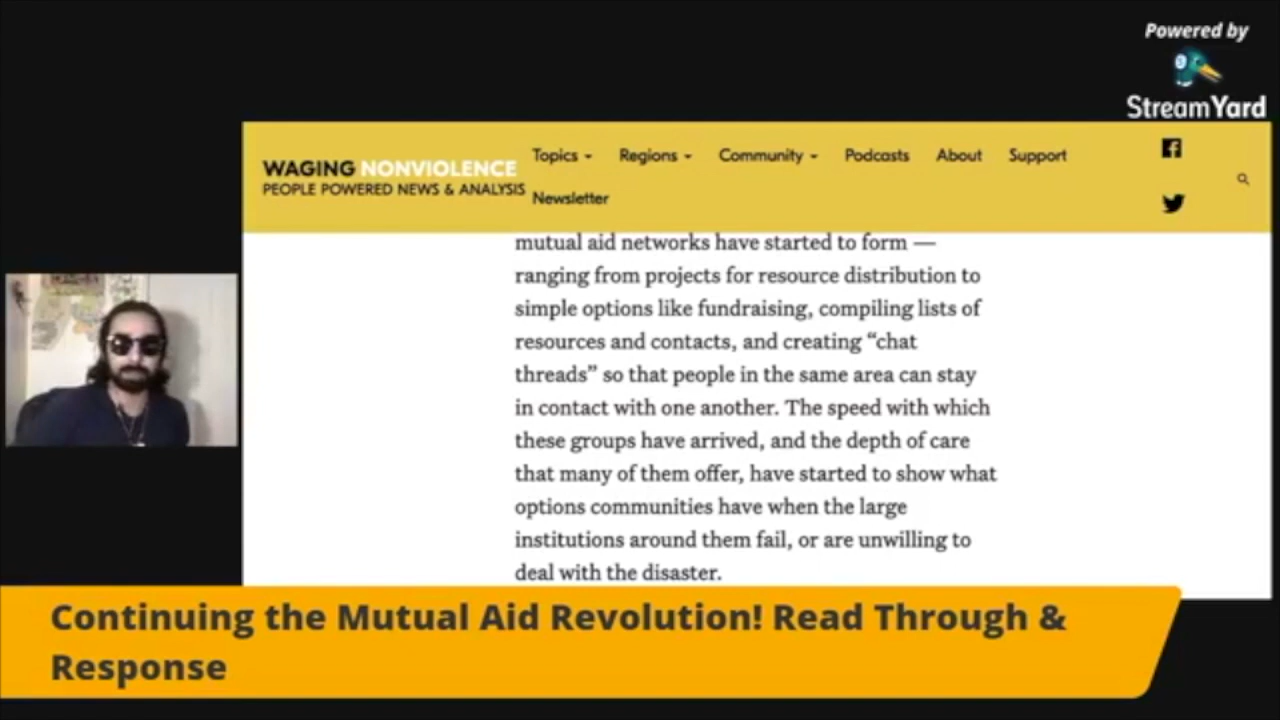 Powered by
StreamYard
WAGING NONVIOLENCE
PEOPLE POWERED NEWS & ANALYSIS
Topics
Regions
Community
Podcasts
About
Support
Newsletter
mutual aid networks have started to form —
ranging from projects for resource distribution to
simple options like fundraising, compiling lists of
resources and contacts, and creating “chat
threads” so that people in the same area can stay
in contact with one another. The speed with which
these groups have arrived, and the depth of care
that many of them offer, have started to show what
options communities have when the large
institutions around them fail, or are unwilling to
deal with the disaster.
Continuing the Mutual Aid Revolution! Read Through &
Response